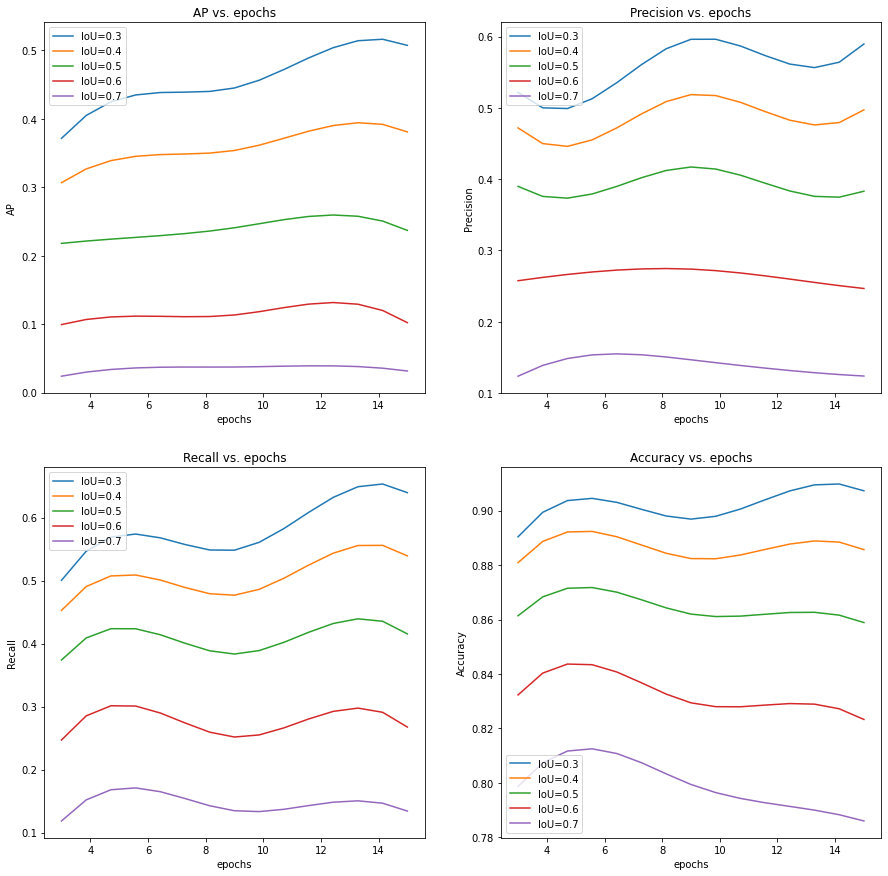 AP vs. epochs
IoU=0.3
IoU=0.4
IoU=0.5
IoU=0.6
IoU=0.7
0.5
0.4
0.3
0.2
0.1
0.0
AP
4 6 8 10 12 14
epochs
Precision vs. epochs
IoU=0.3
IoU=0.4
IoU=0.5
IoU=0.6
IoU=0.7
0.6
0.5
0.4
0.3
0.2
0.1
Precision
4 6 8 10 12 14
epochs
Recall vs. epochs
IoU=0.3
IoU=0.4
IoU=0.5
IoU=0.6
IoU=0.7
0.6
0.5
0.4
0.3
0.2
0.1
Recall
4 6 8 10 12 14
epochs
Accuracy vs. epochs
0.90
0.88
0.86
0.84
0.82
0.80
0.78
Accuracy
IoU=0.3
IoU=0.4
IoU=0.5
IoU=0.6
IoU=0.7
4 6 8 10 12 14
epochs